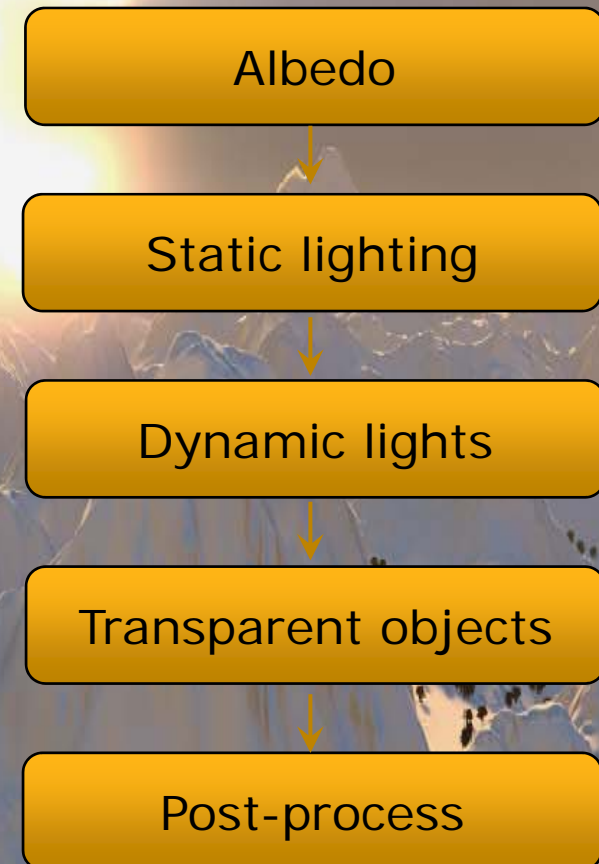 Albedo
Static lighting
Dynamic lights
Transparent objects
Post-process